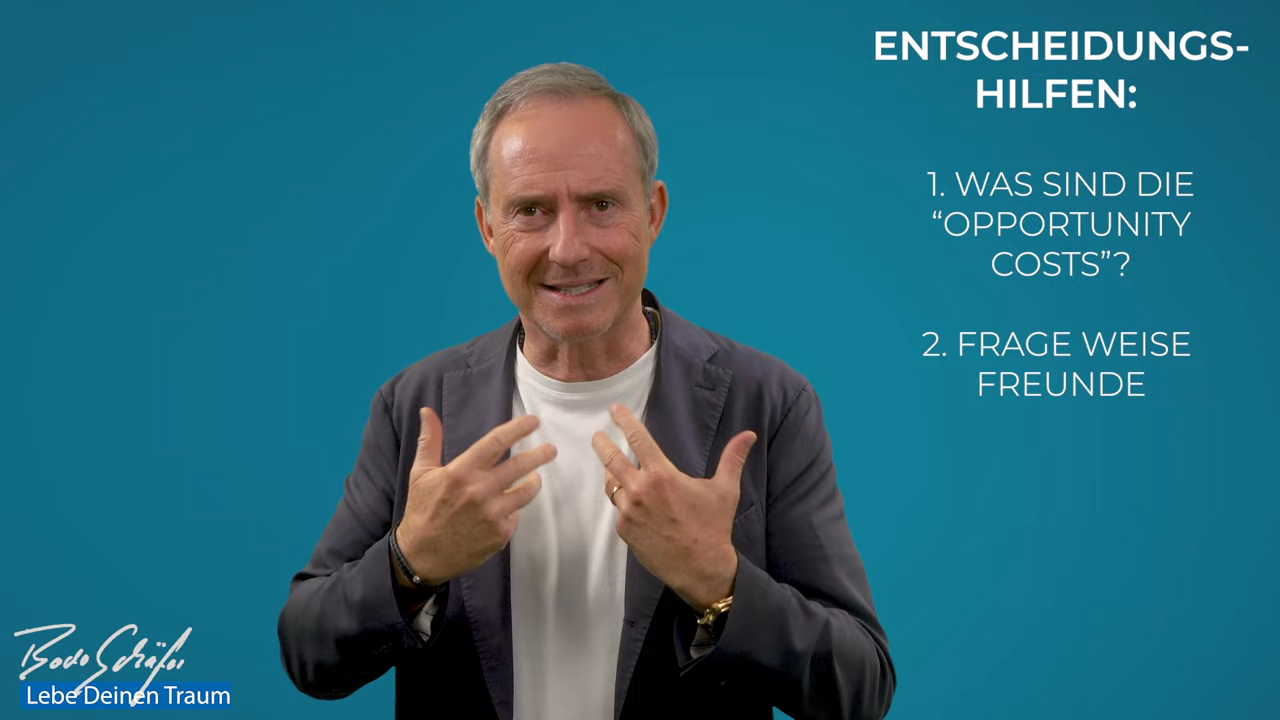 ENTSCHEIDUNGS-
HILFEN:
1. WAS SIND DIE
“OPPORTUNITY
COSTS”?
2. FRAGE WEISE
FREUNDE
Bodo Schäfer
Lebe Deinen Traum